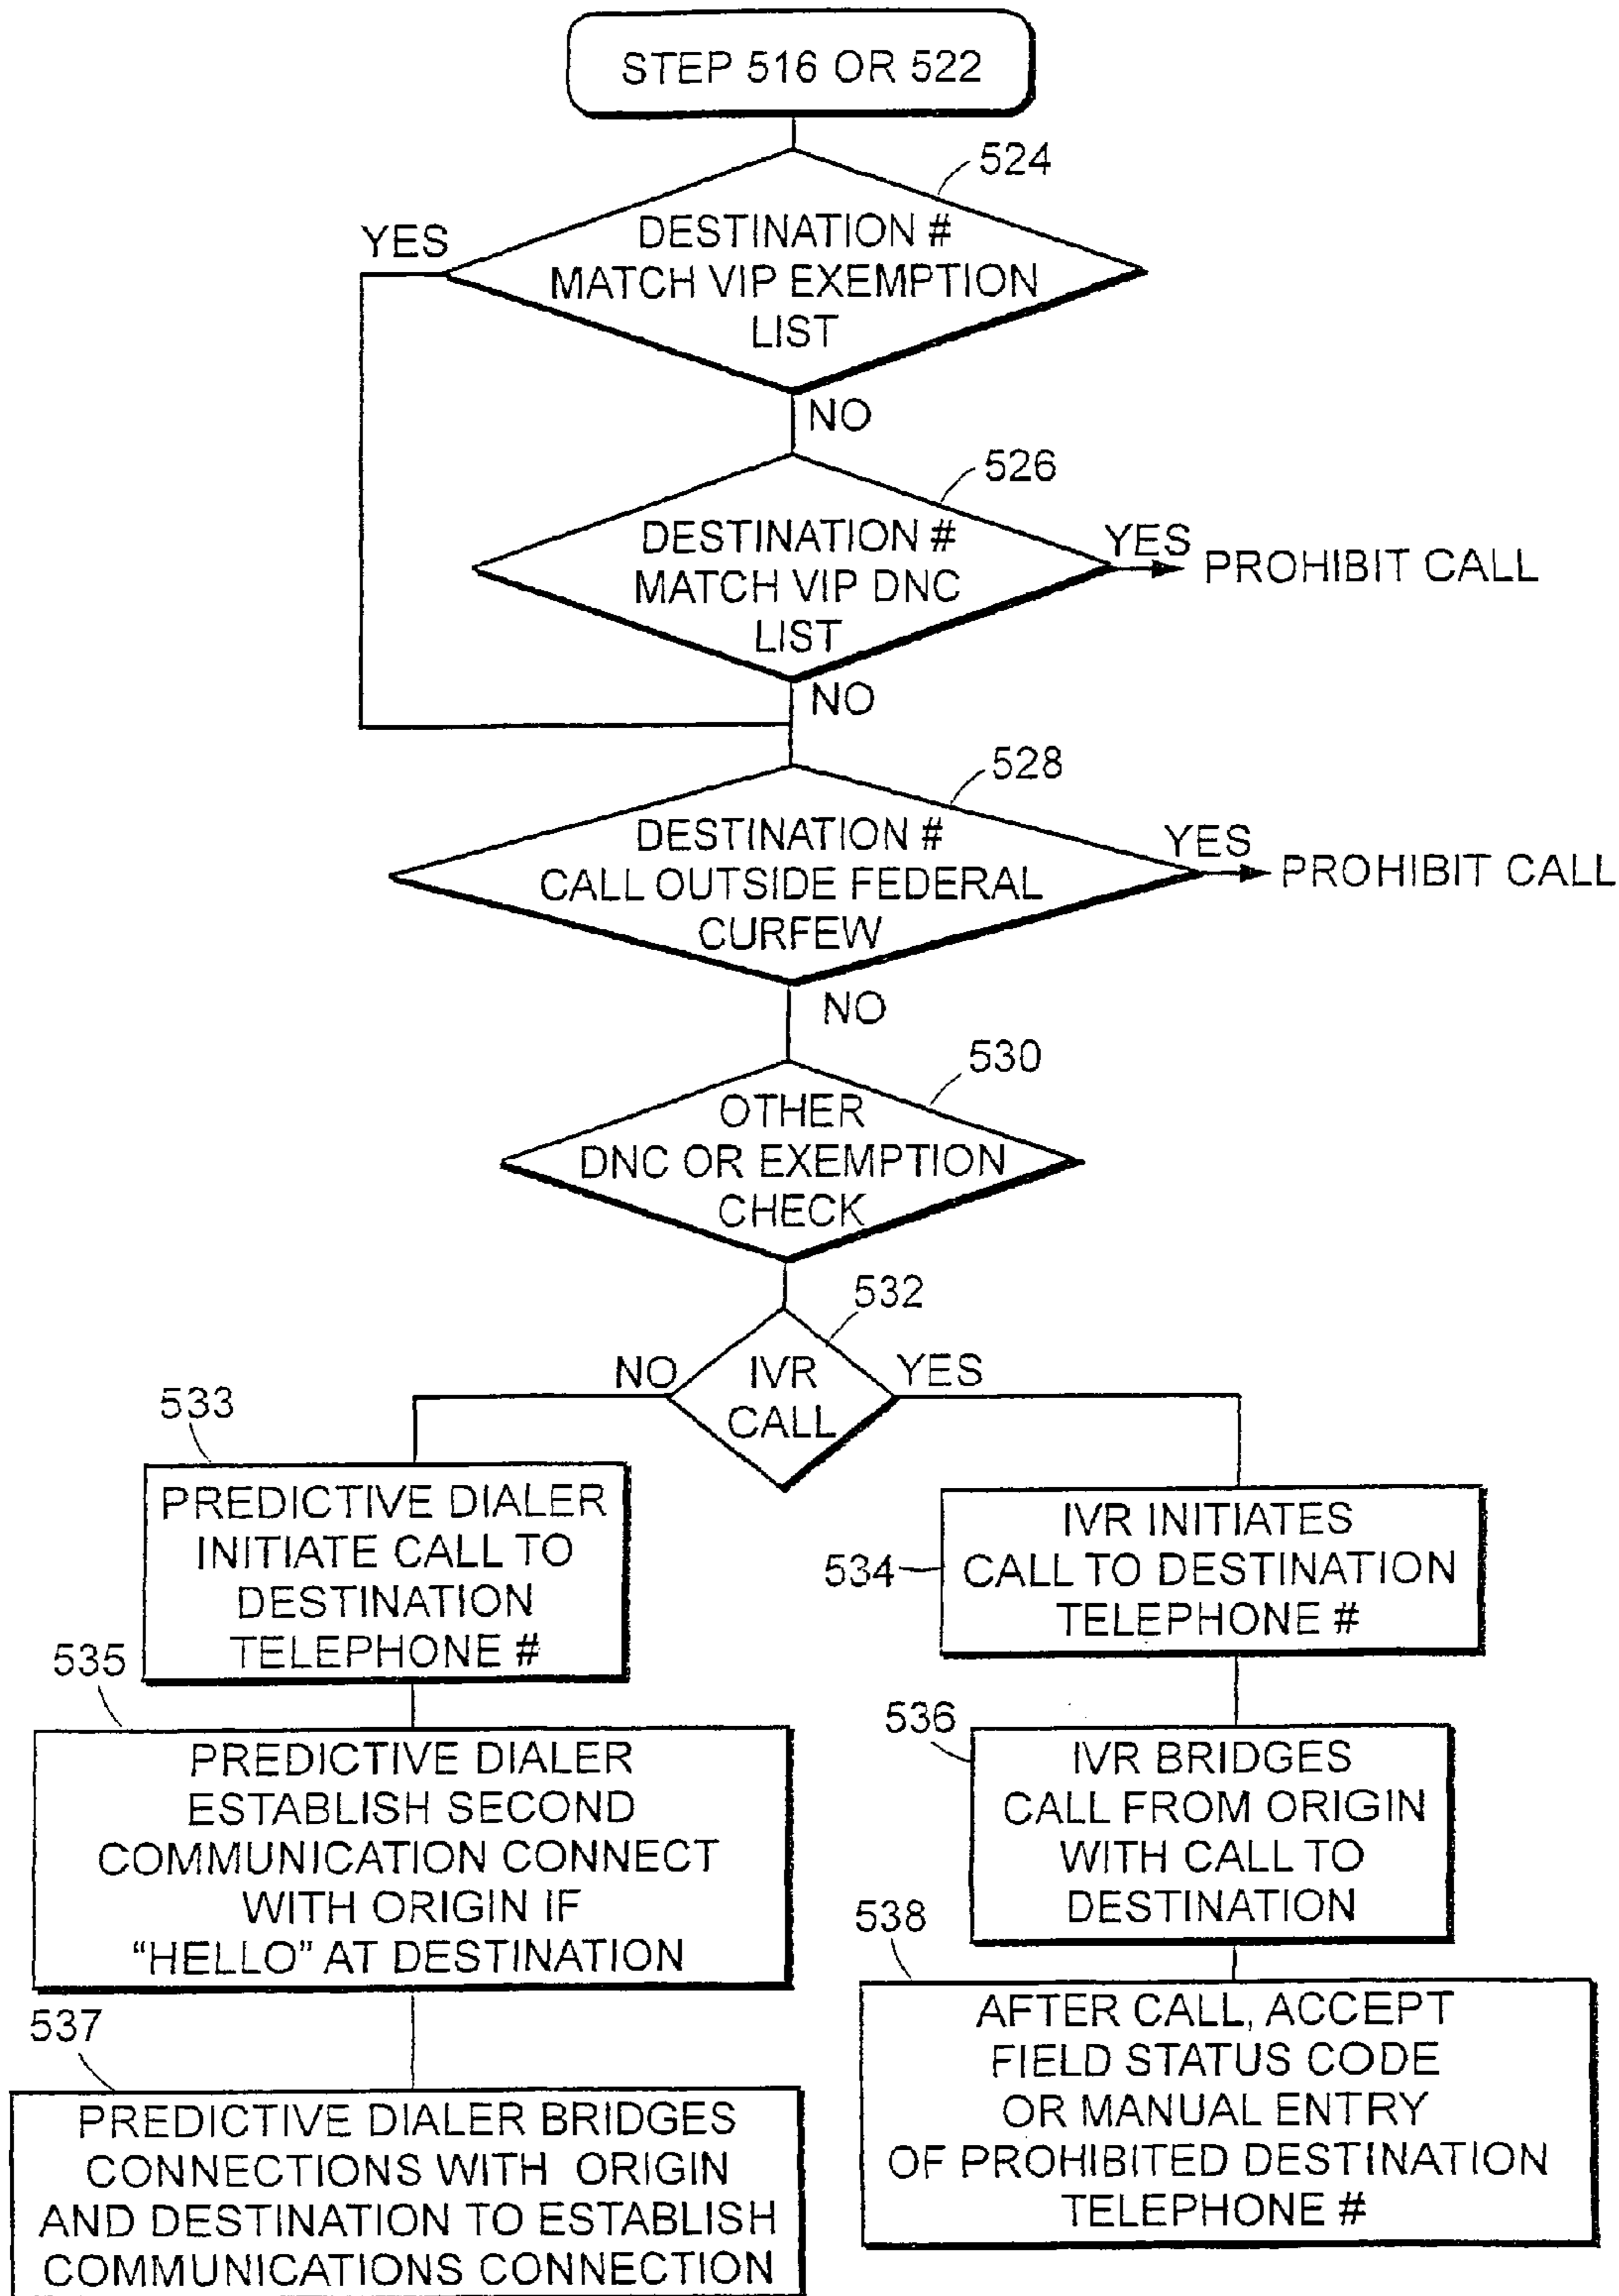 STEP 516 OR 522
524
YES
DESTINATION #
MATCH VIP EXEMPTION
LIST
NO
526
DESTINATION #
MATCH VIP DNC
LIST
YES
PROHIBIT CALL
NO
528
DESTINATION #
CALL OUTSIDE FEDERAL
CURFEW
YES
PROHIBIT CALL
NO
530
OTHER
DNC OR EXEMPTION
CHECK
532
NO
IVR
CALL
YES
533
PREDICTIVE DIALER
INITIATE CALL TO
DESTINATION
TELEPHONE #
534
IVR INITIATES
CALL TO DESTINATION
TELEPHONE #
535
PREDICTIVE DIALER
ESTABLISH SECOND
COMMUNICATION CONNECT
WITH ORIGIN IF
“HELLO” AT DESTINATION
536
IVR BRIDGES
CALL FROM ORIGIN
WITH CALL TO
DESTINATION
537
PREDICTIVE DIALER BRIDGES
CONNECTIONS WITH ORIGIN
AND DESTINATION TO ESTABLISH
COMMUNICATIONS CONNECTION
538
AFTER CALL, ACCEPT
FIELD STATUS CODE
OR MANUAL ENTRY
OF PROHIBITED DESTINATION
TELEPHONE #